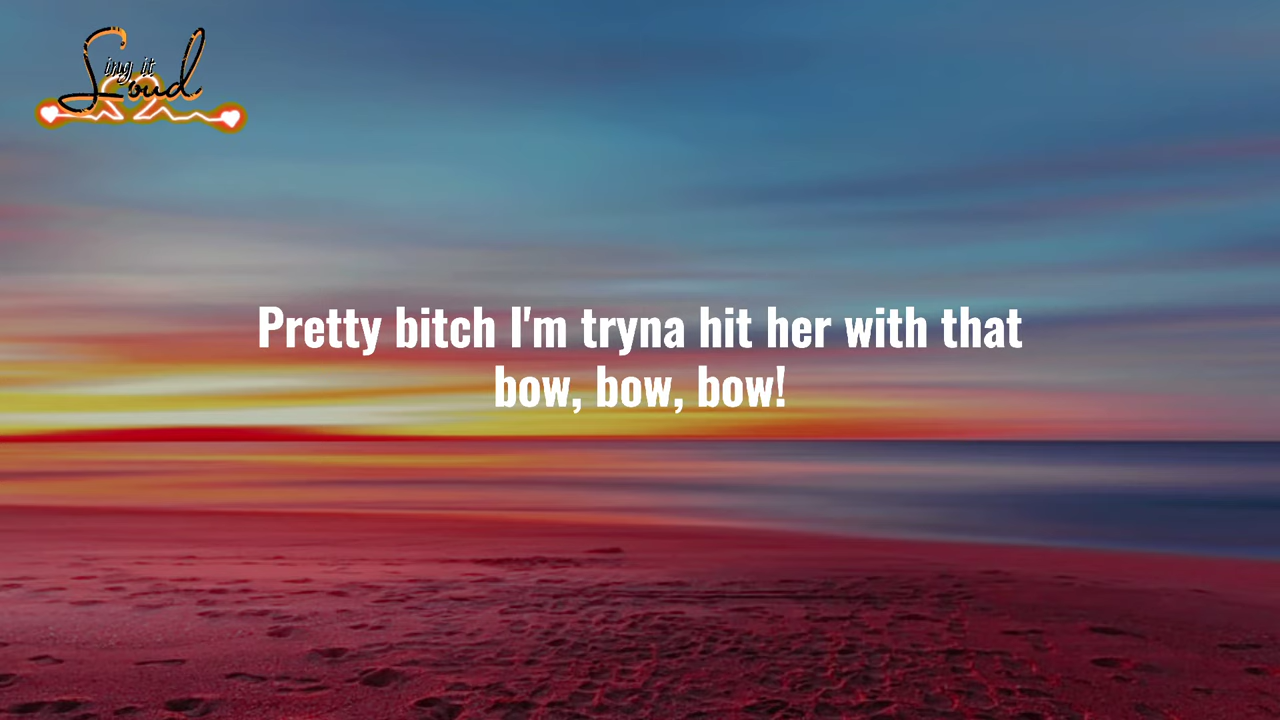 Sing it
Loud
Pretty bitch I'm tryna hit her with that
bow, bow, bow!